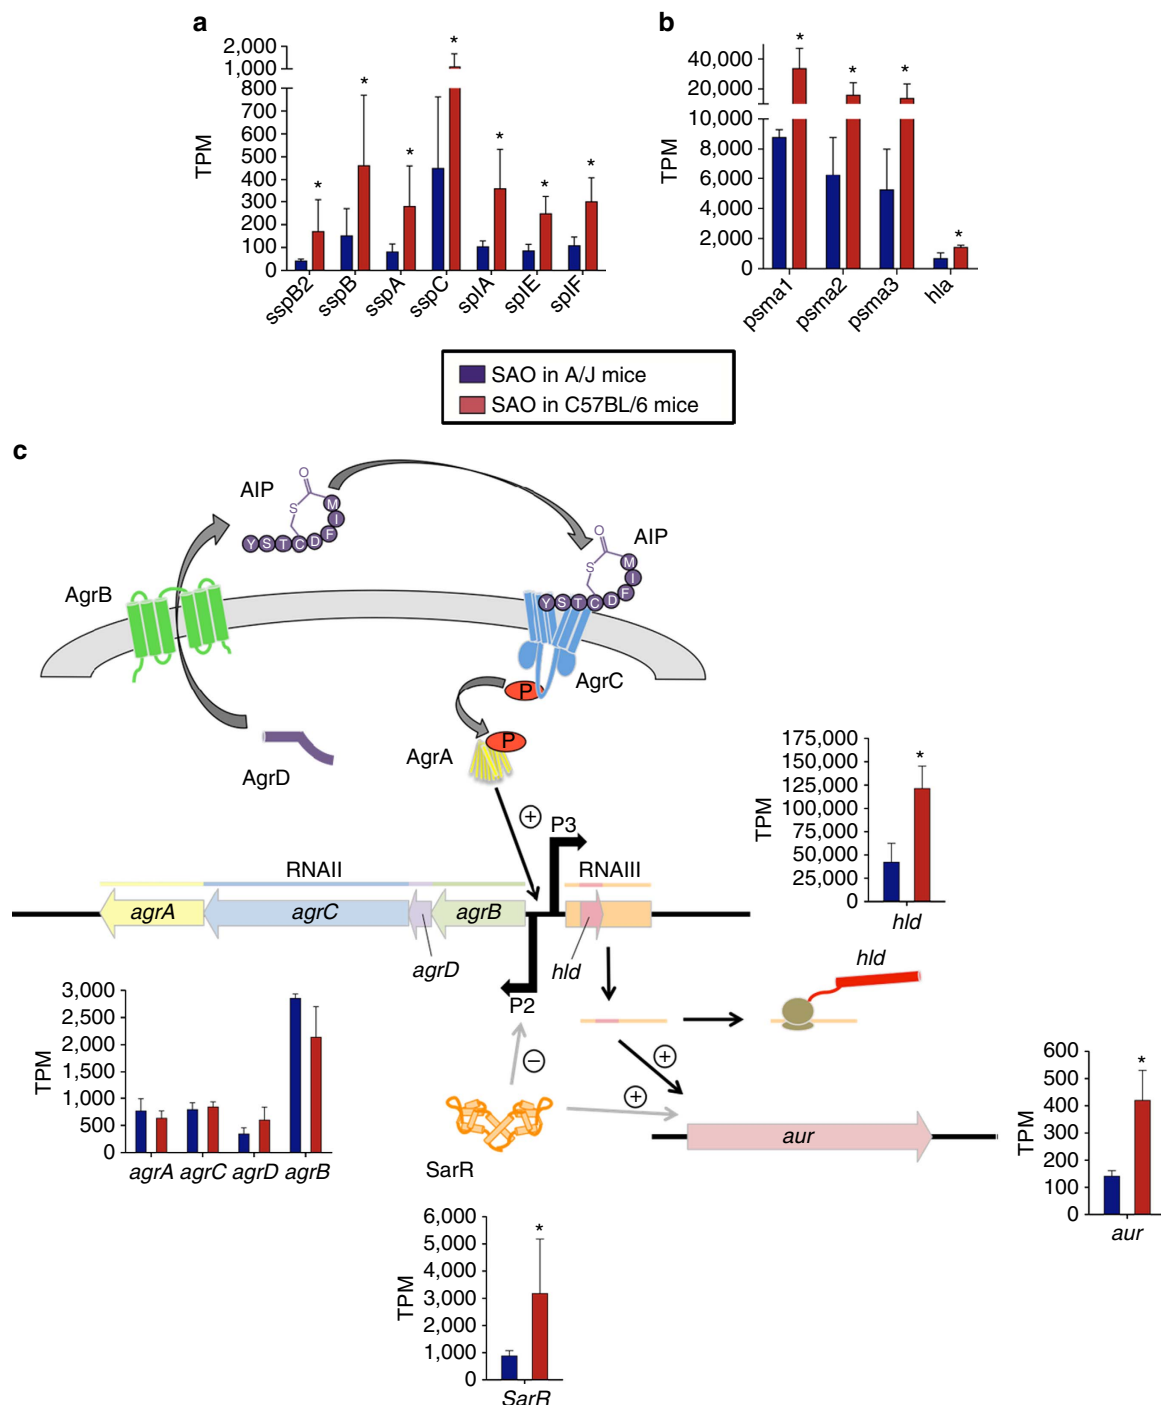 a
2,000
1,000
800
700
600
500
400
300
200
100
0
TPM
sspB2
sspB
sspA
sspC
splA
splE
splF
* * * * * * *
b
40,000
20,000
10,000
8,000
6,000
4,000
2,000
0
TPM
psma1
psma2
psma3
hla
* * * *
SAO in A/J mice
SAO in C57BL/6 mice
c
AIP
O
S
M
I
F
Y S T C D
AIP
O
S
M
I
F
Y S T C D
AgrB
AgrC
P
AgrA
P
AgrD
+
P3
RNAII
RNAIII
agrA
agrC
agrB
agrD
hld
P2
175,000
150,000
125,000
100,000
75,000
50,000
25,000
0
TPM
*
hld
hld
3,000
2,500
2,000
1,500
1,000
500
0
TPM
agrA agrC agrD agrB
−
+
+
SarR
aur
600
500
400
300
200
100
0
TPM
*
aur
6,000
5,000
4,000
3,000
2,000
1,000
0
TPM
*
SarR